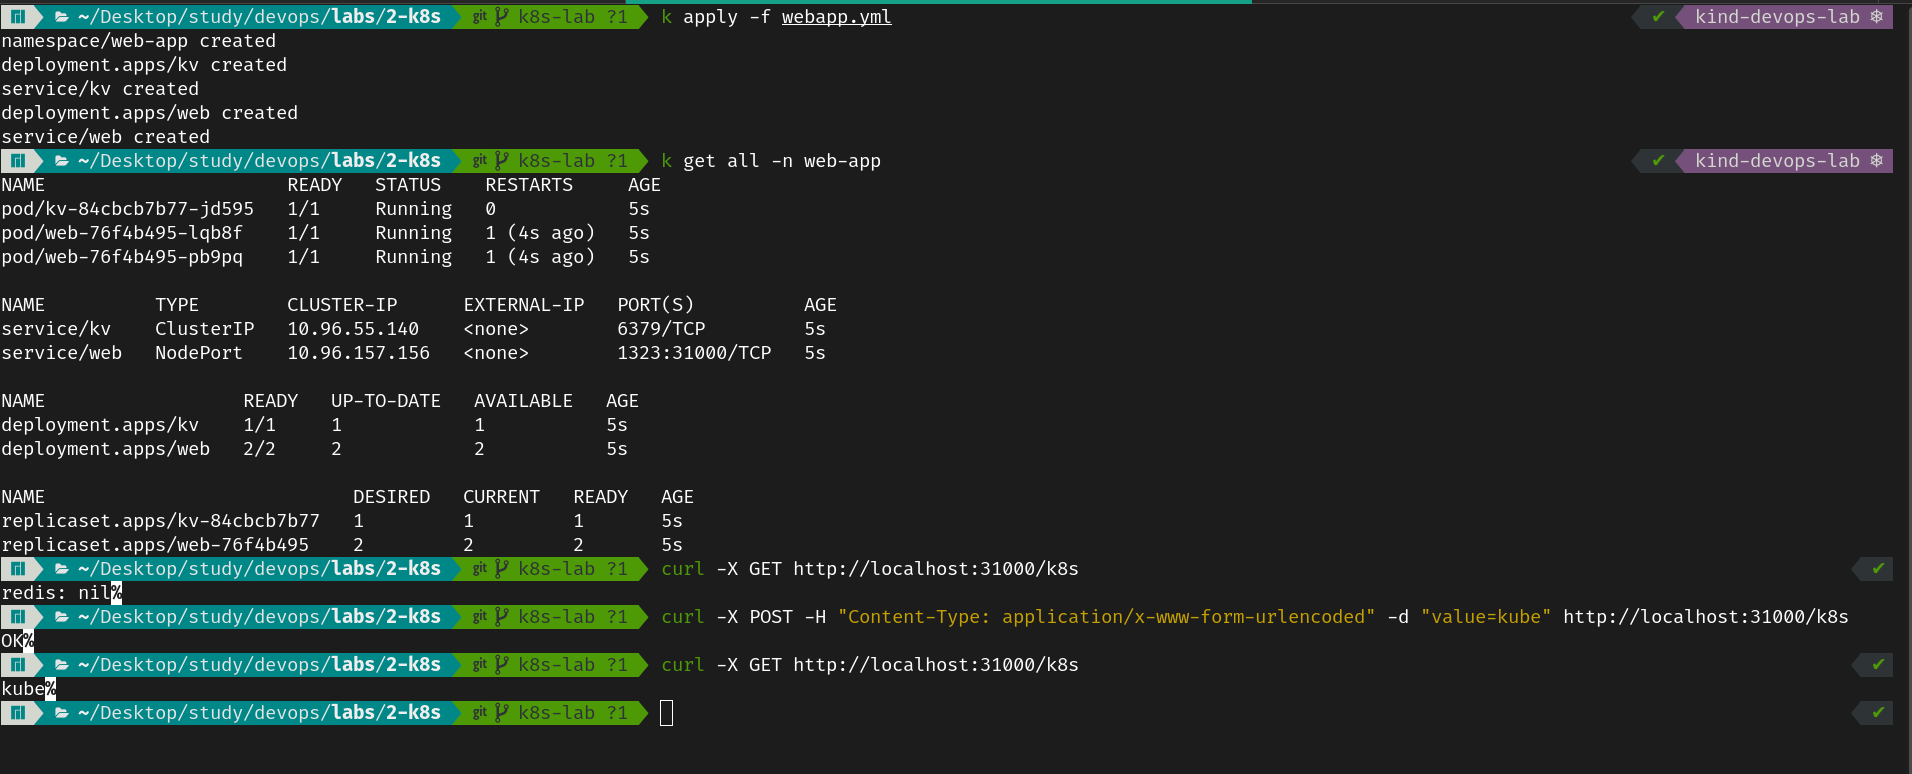 ~/Desktop/study/devops/labs/2-k8s git k8s-lab ?1 k apply -f webapp.yml ✔ kind-devops-lab
namespace/web-app created
deployment.apps/kv created
service/kv created
deployment.apps/web created
service/web created
~/Desktop/study/devops/labs/2-k8s git k8s-lab ?1 k get all -n web-app ✔ kind-devops-lab
NAME READY STATUS RESTARTS AGE
pod/kv-84cbcb7b77-jd595 1/1 Running 0 5s
pod/web-76f4b495-lqb8f 1/1 Running 1 (4s ago) 5s
pod/web-76f4b495-pb9pq 1/1 Running 1 (4s ago) 5s
NAME TYPE CLUSTER-IP EXTERNAL-IP PORT(S) AGE
service/kv ClusterIP 10.96.55.140 <none> 6379/TCP 5s
service/web NodePort 10.96.157.156 <none> 1323:31000/TCP 5s
NAME READY UP-TO-DATE AVAILABLE AGE
deployment.apps/kv 1/1 1 1 5s
deployment.apps/web 2/2 2 2 5s
NAME DESIRED CURRENT READY AGE
replicaset.apps/kv-84cbcb7b77 1 1 1 5s
replicaset.apps/web-76f4b495 2 2 2 5s
~/Desktop/study/devops/labs/2-k8s git k8s-lab ?1 curl -X GET http://localhost:31000/k8s ✔
redis: nil%
~/Desktop/study/devops/labs/2-k8s git k8s-lab ?1 curl -X POST -H "Content-Type: application/x-www-form-urlencoded" -d "value=kube" http://localhost:31000/k8s
OK%
~/Desktop/study/devops/labs/2-k8s git k8s-lab ?1 curl -X GET http://localhost:31000/k8s ✔
kube%
~/Desktop/study/devops/labs/2-k8s git k8s-lab ?1 ✔